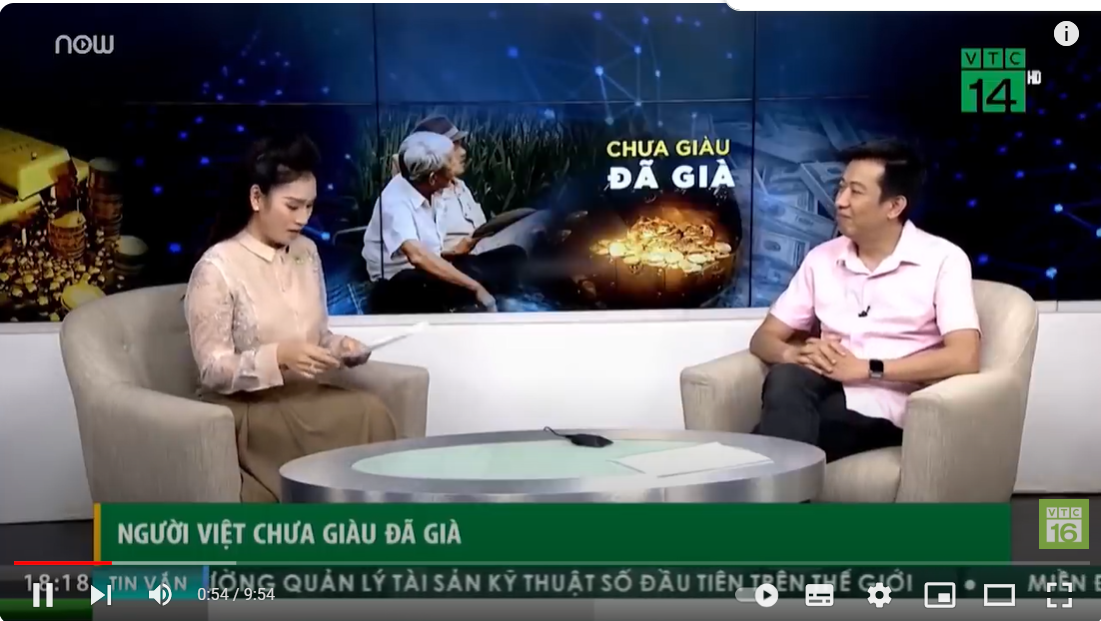 now
VTC
14
HD
CHƯA GIÀU
ĐÃ GIÀ
NGƯỜI VIỆT CHƯA GIÀU ĐÃ GIÀ
VTC
16
18:18
TIN VẮN
QUẢN LÝ TÀI SẢN KỸ THUẬT SỐ ĐẦU TIÊN TRÊN THẾ GIỚI • MIỀN
0:54 / 9:54